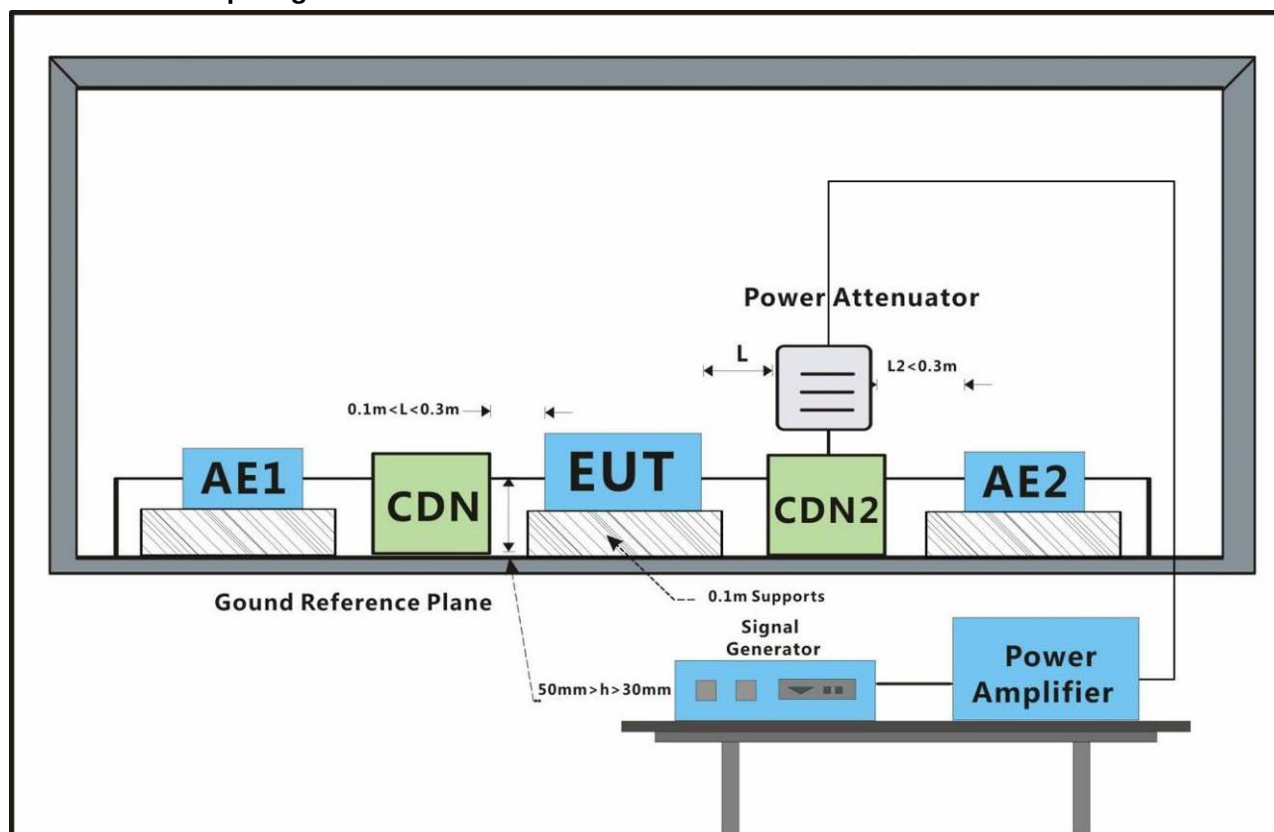 Power Attenuator
L
L2<0.3m
0.1m<L<0.3m
AE1
CDN
EUT
CDN2
AE2
Gound Reference Plane
0.1m Supports
Signal
Generator
50mm>h>30mm
Power
Amplifier